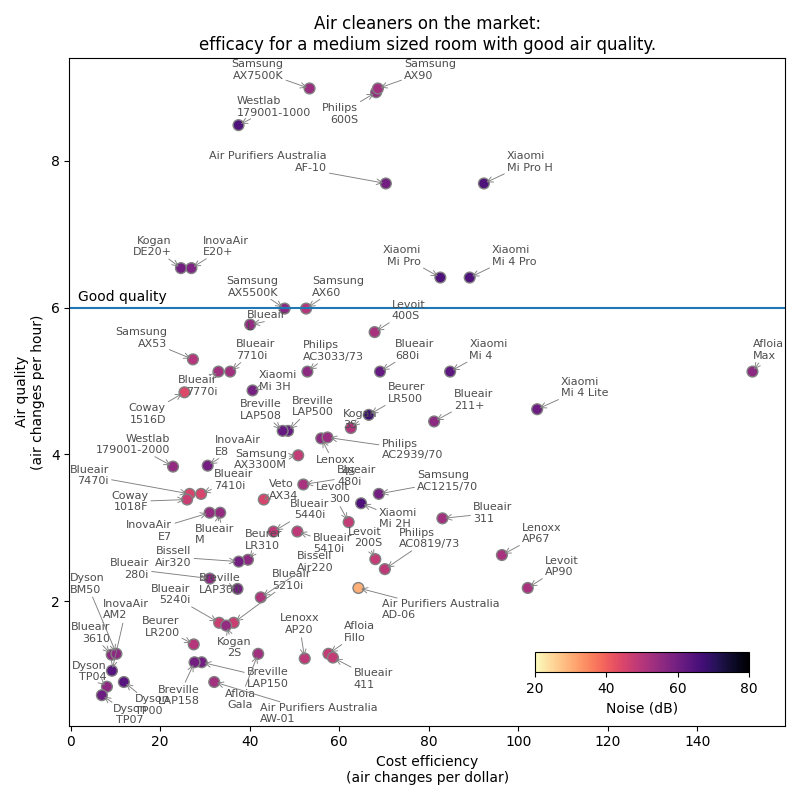 Air cleaners on the market:
efficacy for a medium sized room with good air quality.
Samsung
AX7500K
Samsung
AX90
Philips
600S
Westlab
179001-1000
Air Purifiers Australia
AF-10
Xiaomi
Mi Pro H
Kogan
DE20+
InovaAir
E20+
Xiaomi
Mi Pro
Xiaomi
Mi 4 Pro
Samsung
AX5500K
Samsung
AX60
Good quality
Blueair
Levoit
400S
Samsung
AX53
Blueair
7710i
Philips
AC3033/73
Blueair
680i
Xiaomi
Mi 4
Afloia
Max
Blueair
7770i
Xiaomi
Mi 3H
Coway
1516D
Beurer
LR500
Xiaomi
Mi 4 Lite
Breville
LAP508
Breville
LAP500
Kogan
3S
Blueair
211+
Philips
AC2939/70
Lenoxx
Westlab
179001-2000
InovaAir
E8
Samsung
AX3300M
Blueair
480i
Samsung
AC1215/70
Blueair
7470i
Blueair
7410i
Veto
AX34
Levoit
300
Coway
1018F
Xiaomi
Mi 2H
Blueair
311
InovaAir
E7
Blueair
M
Blueair
5440i
Blueair
5410i
Levoit
200S
Philips
AC0819/73
Lenoxx
AP67
Bissell
Air320
Beurer
LR310
Bissell
Air220
Blueair
280i
Breville
Blueair
5210i
Levoit
AP90
Air Purifiers Australia
AD-06
Dyson
BM50
InovaAir
AM2
Blueair
5240i
Blueair
3610
Beurer
LR200
Kogan
2S
Lenoxx
AP20
Afloia
Fillo
Blueair
411
Dyson
TP04
Breville
LAP158
Breville
LAP150
Afloia
Gala
Air Purifiers Australia
AW-01
Dyson
TP00
Dyson
TP07
Noise (dB)
20 40 60 80
Air quality
(air changes per hour)
8
6
4
2
0 20 40 60 80 100 120 140
Cost efficiency
(air changes per dollar)